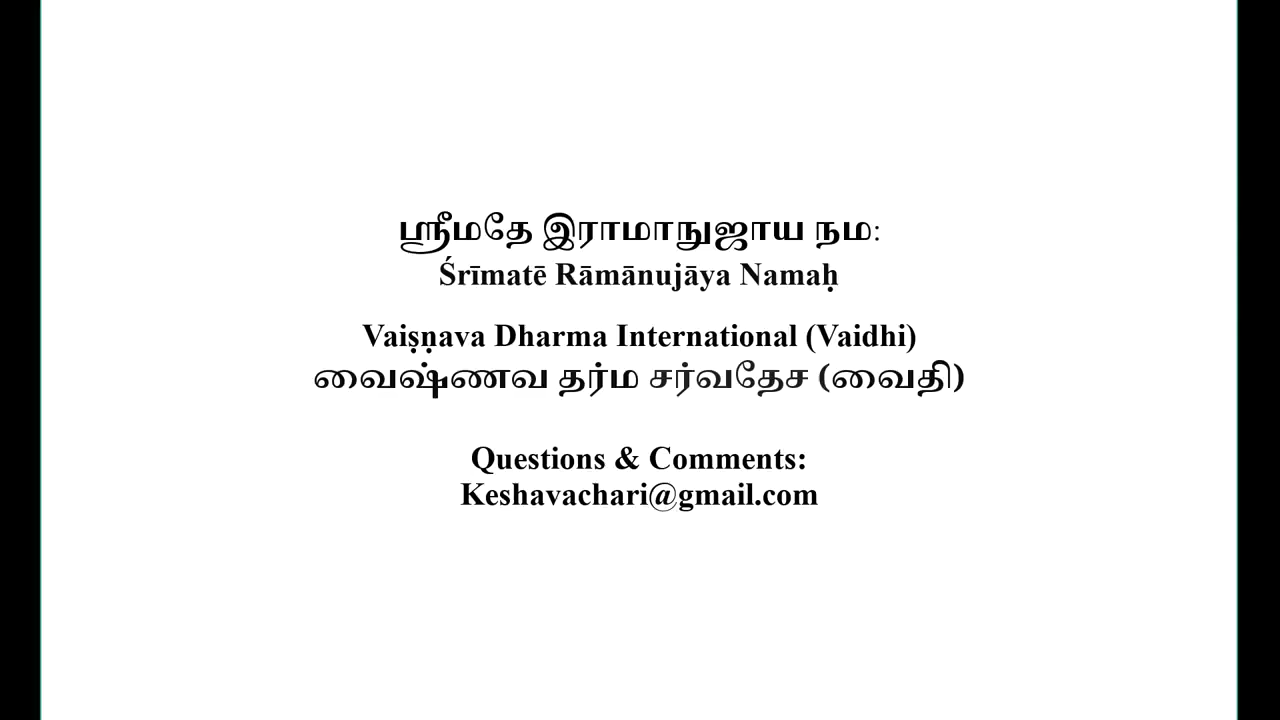 ஸ்ரீமதே இராமாநுஜாய நம:
Śrīmatē Rāmānujāya Namaḥ
Vaiṣṇava Dharma International (Vaidhi)
வைஷ்ணவ தர்ம சர்வதேச (வைதி)
Questions & Comments:
Keshavachari@gmail.com